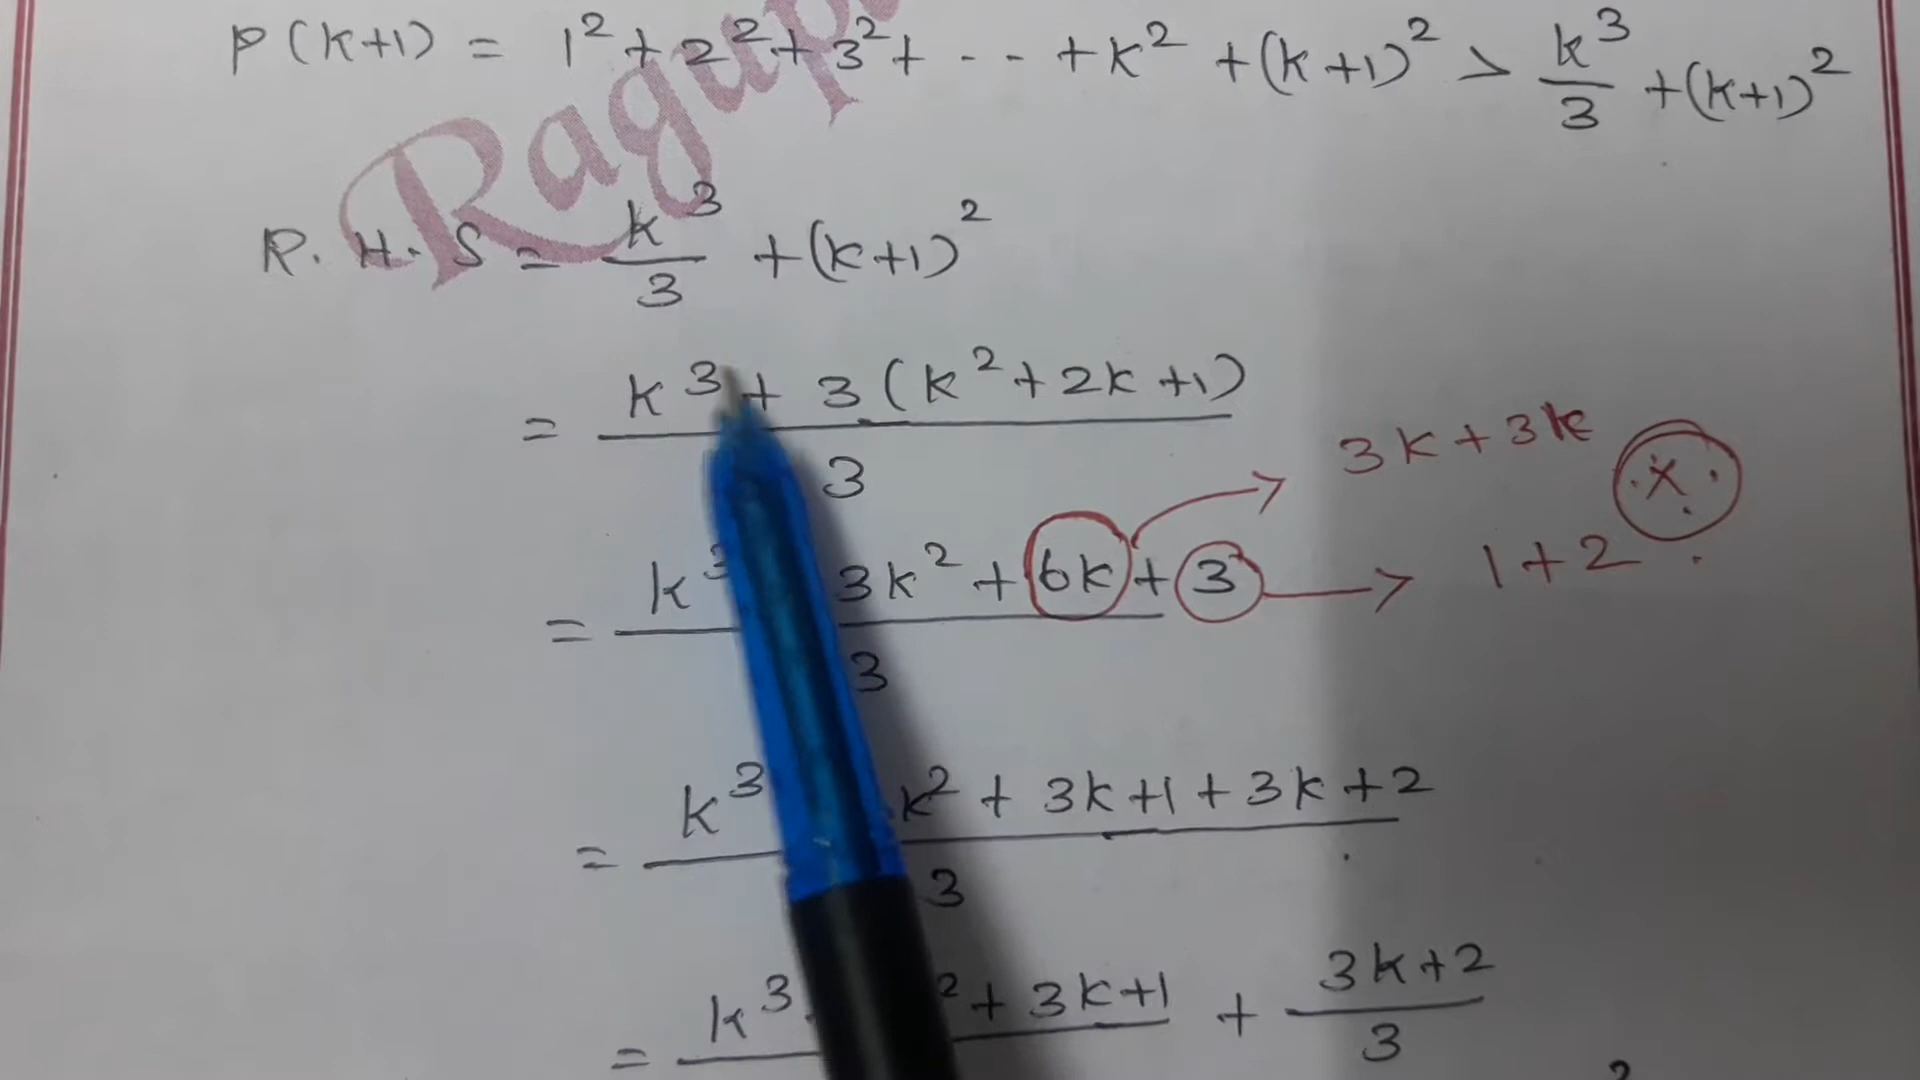 P(k+1) = 1² + 2² + 3² + - - + k² + (k+1)² > k³/3 + (k+1)²
Ragup
R.H.S = k³/3 + (k+1)²
= k³ + 3(k² + 2k + 1) / 3
3k + 3k
x
= k³ 3k² + 6k + 3 / 3
1 + 2
= k³ k² + 3k + 1 + 3k + 2 / 3
= k³ ² + 3k + 1 + 3k + 2 / 3